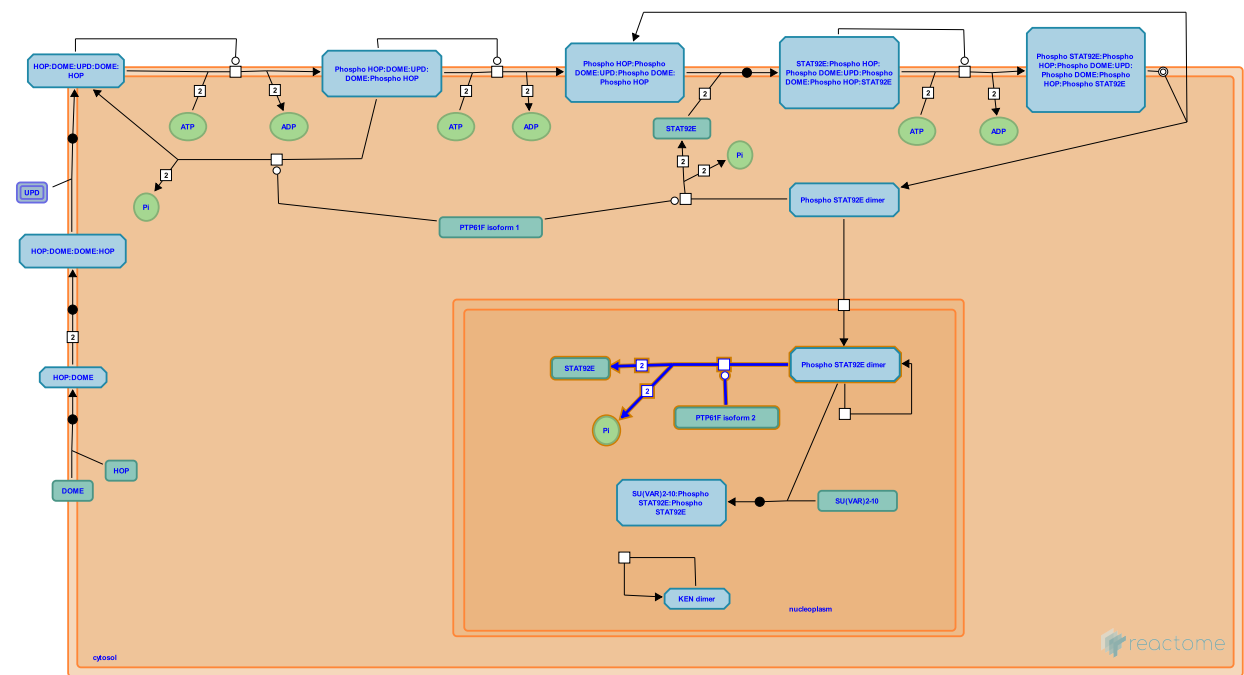 HOP:DOME:UPD:DOME:
HOP
Phospho HOP:DOME:UPD:
DOME:Phospho HOP
Phospho HOP:Phospho
DOME:UPD:Phospho DOME:
Phospho HOP
STAT92E:Phospho HOP:
Phospho DOME:UPD:Phospho
DOME:Phospho HOP:STAT92E
Phospho STAT92E:Phospho
HOP:Phospho DOME:UPD:
Phospho DOME:Phospho
HOP:Phospho STAT92E
2
2
2
2
2
2
2
ATP
ADP
ATP
ADP
STAT92E
ATP
ADP
2
2
Pi
2
Pi
UPD
PTP61F isoform 1
Phospho STAT92E dimer
HOP:DOME:DOME:HOP
2
HOP:DOME
STAT92E
2
2
Pi
Phospho STAT92E dimer
PTP61F isoform 2
HOP
DOME
SU(VAR)2-10:Phospho
STAT92E:Phospho
STAT92E
SU(VAR)2-10
KEN dimer
nucleoplasm
cytosol
reactome